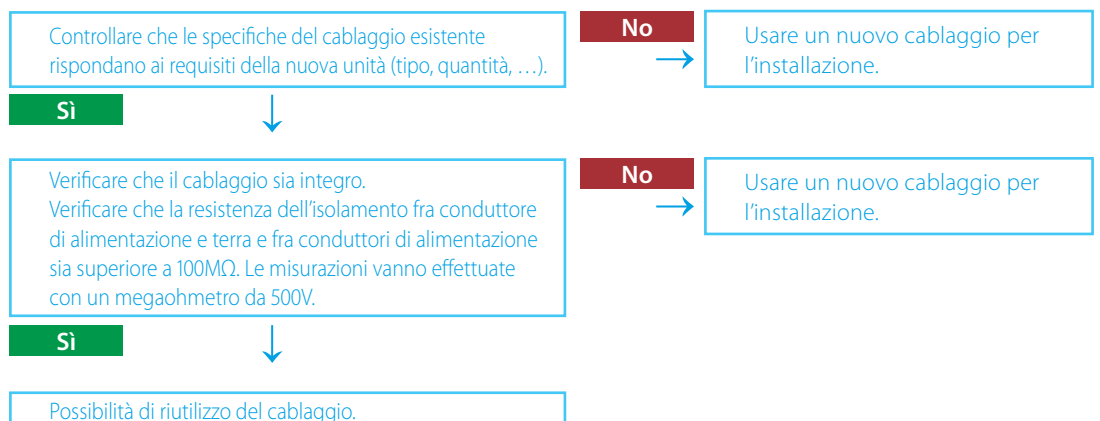 Controllare che le specifiche del cablaggio esistente
rispondano ai requisiti della nuova unità (tipo, quantità, …).
No
Usare un nuovo cablaggio per
l'installazione.
Sì
Verificare che il cablaggio sia integro.
Verificare che la resistenza dell'isolamento fra conduttore
di alimentazione e terra e fra conduttori di alimentazione
sia superiore a 100MΩ. Le misurazioni vanno effettuate
con un megaohmetro da 500V.
No
Usare un nuovo cablaggio per
l'installazione.
Sì
Possibilità di riutilizzo del cablaggio.